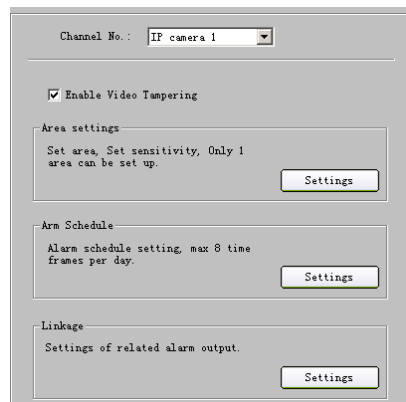 Channel No.: IP camera 1
Enable Video Tampering
Area settings
Set area, Set sensitivity, Only 1
area can be set up.
Settings
Arm Schedule
Alarm schedule setting, max 8 time
frames per day.
Settings
Linkage
Settings of related alarm output.
Settings